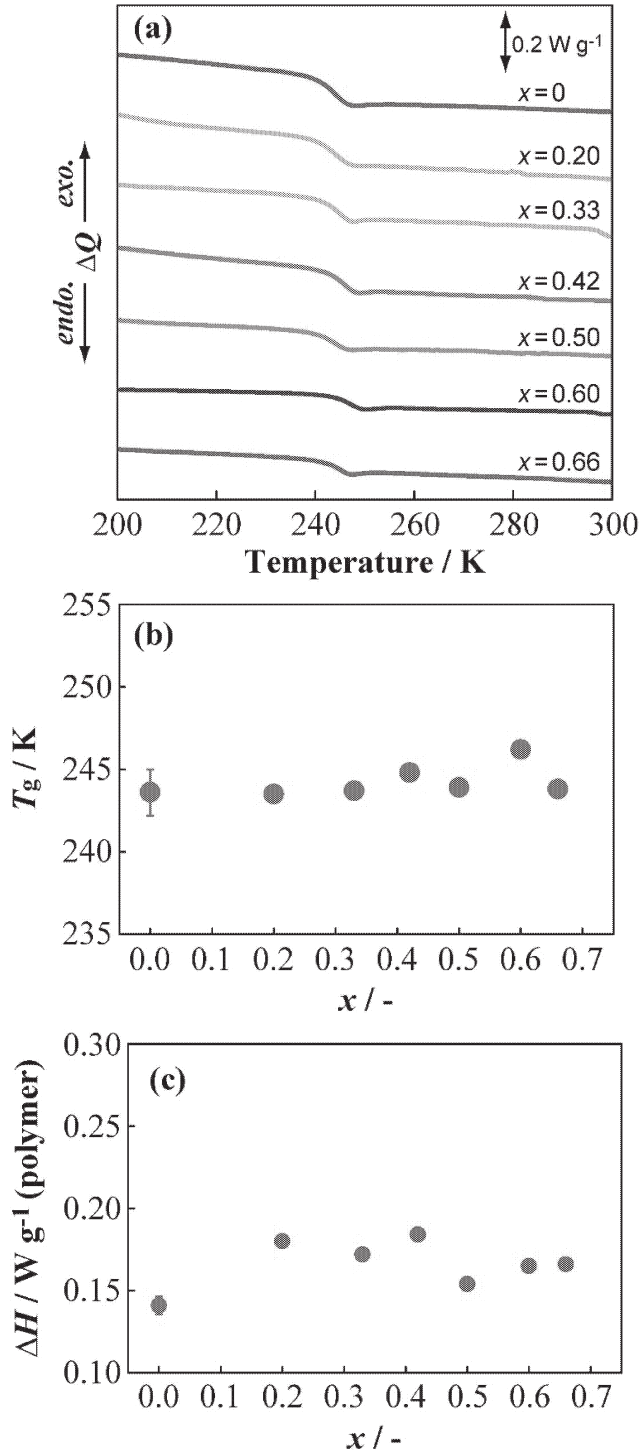 (a)
0.2 W g-1
x=0
x=0.20
x=0.33
x=0.42
x=0.50
x=0.60
x=0.66
endo. ΔQ exo.
200 220 240 260 280 300
Temperature / K
(b)
255
250
245
240
235
Tg / K
0.0 0.1 0.2 0.3 0.4 0.5 0.6 0.7
x / -
(c)
0.30
0.25
0.20
0.15
0.10
ΔH / W g-1 (polymer)
0.0 0.1 0.2 0.3 0.4 0.5 0.6 0.7
x / -